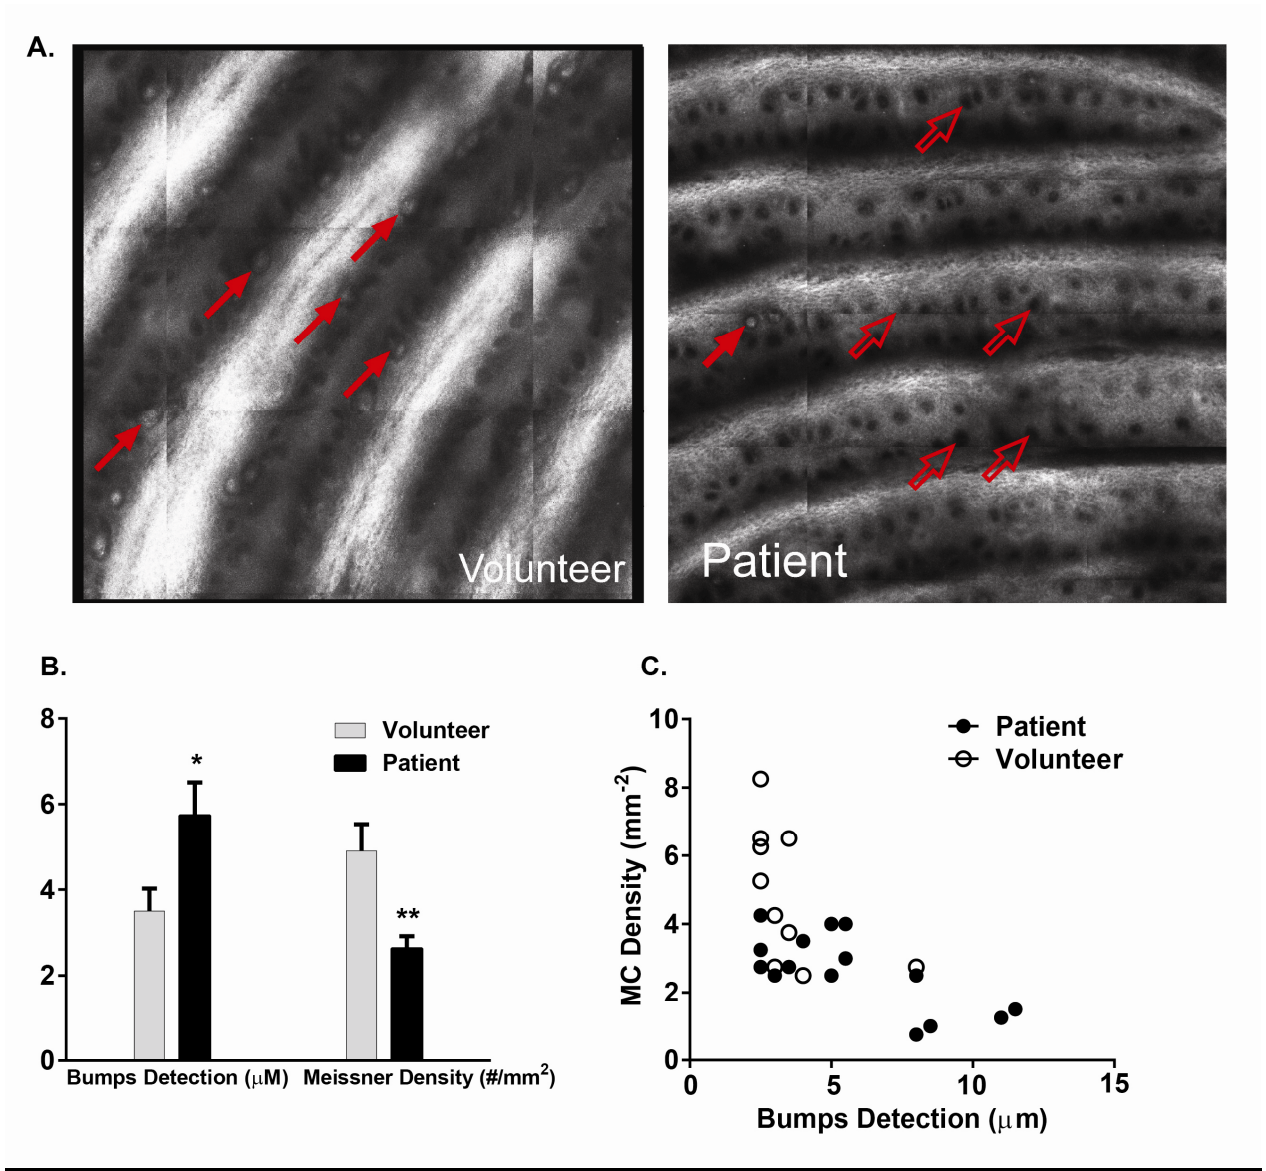 A.
Volunteer
Patient
B.
C.
8
6
4
2
0
*
**
Volunteer
Patient
Bumps Detection (μM)
Meissner Density (#/mm²)
10
8
6
4
2
0
MC Density (mm⁻²)
Patient
Volunteer
0
5
10
15
Bumps Detection (μm)